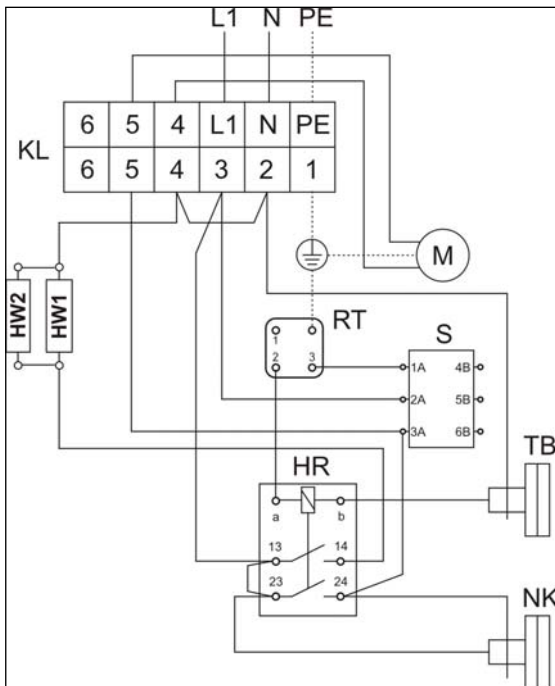 L1 N PE
6 5 4 L1 N PE
KL
6 5 4 3 2 1
M
HW2 HW1
RT
1
2 3
S
1A 4B
2A 5B
3A 6B
TB
HR
a b
13 14
23 24
NK